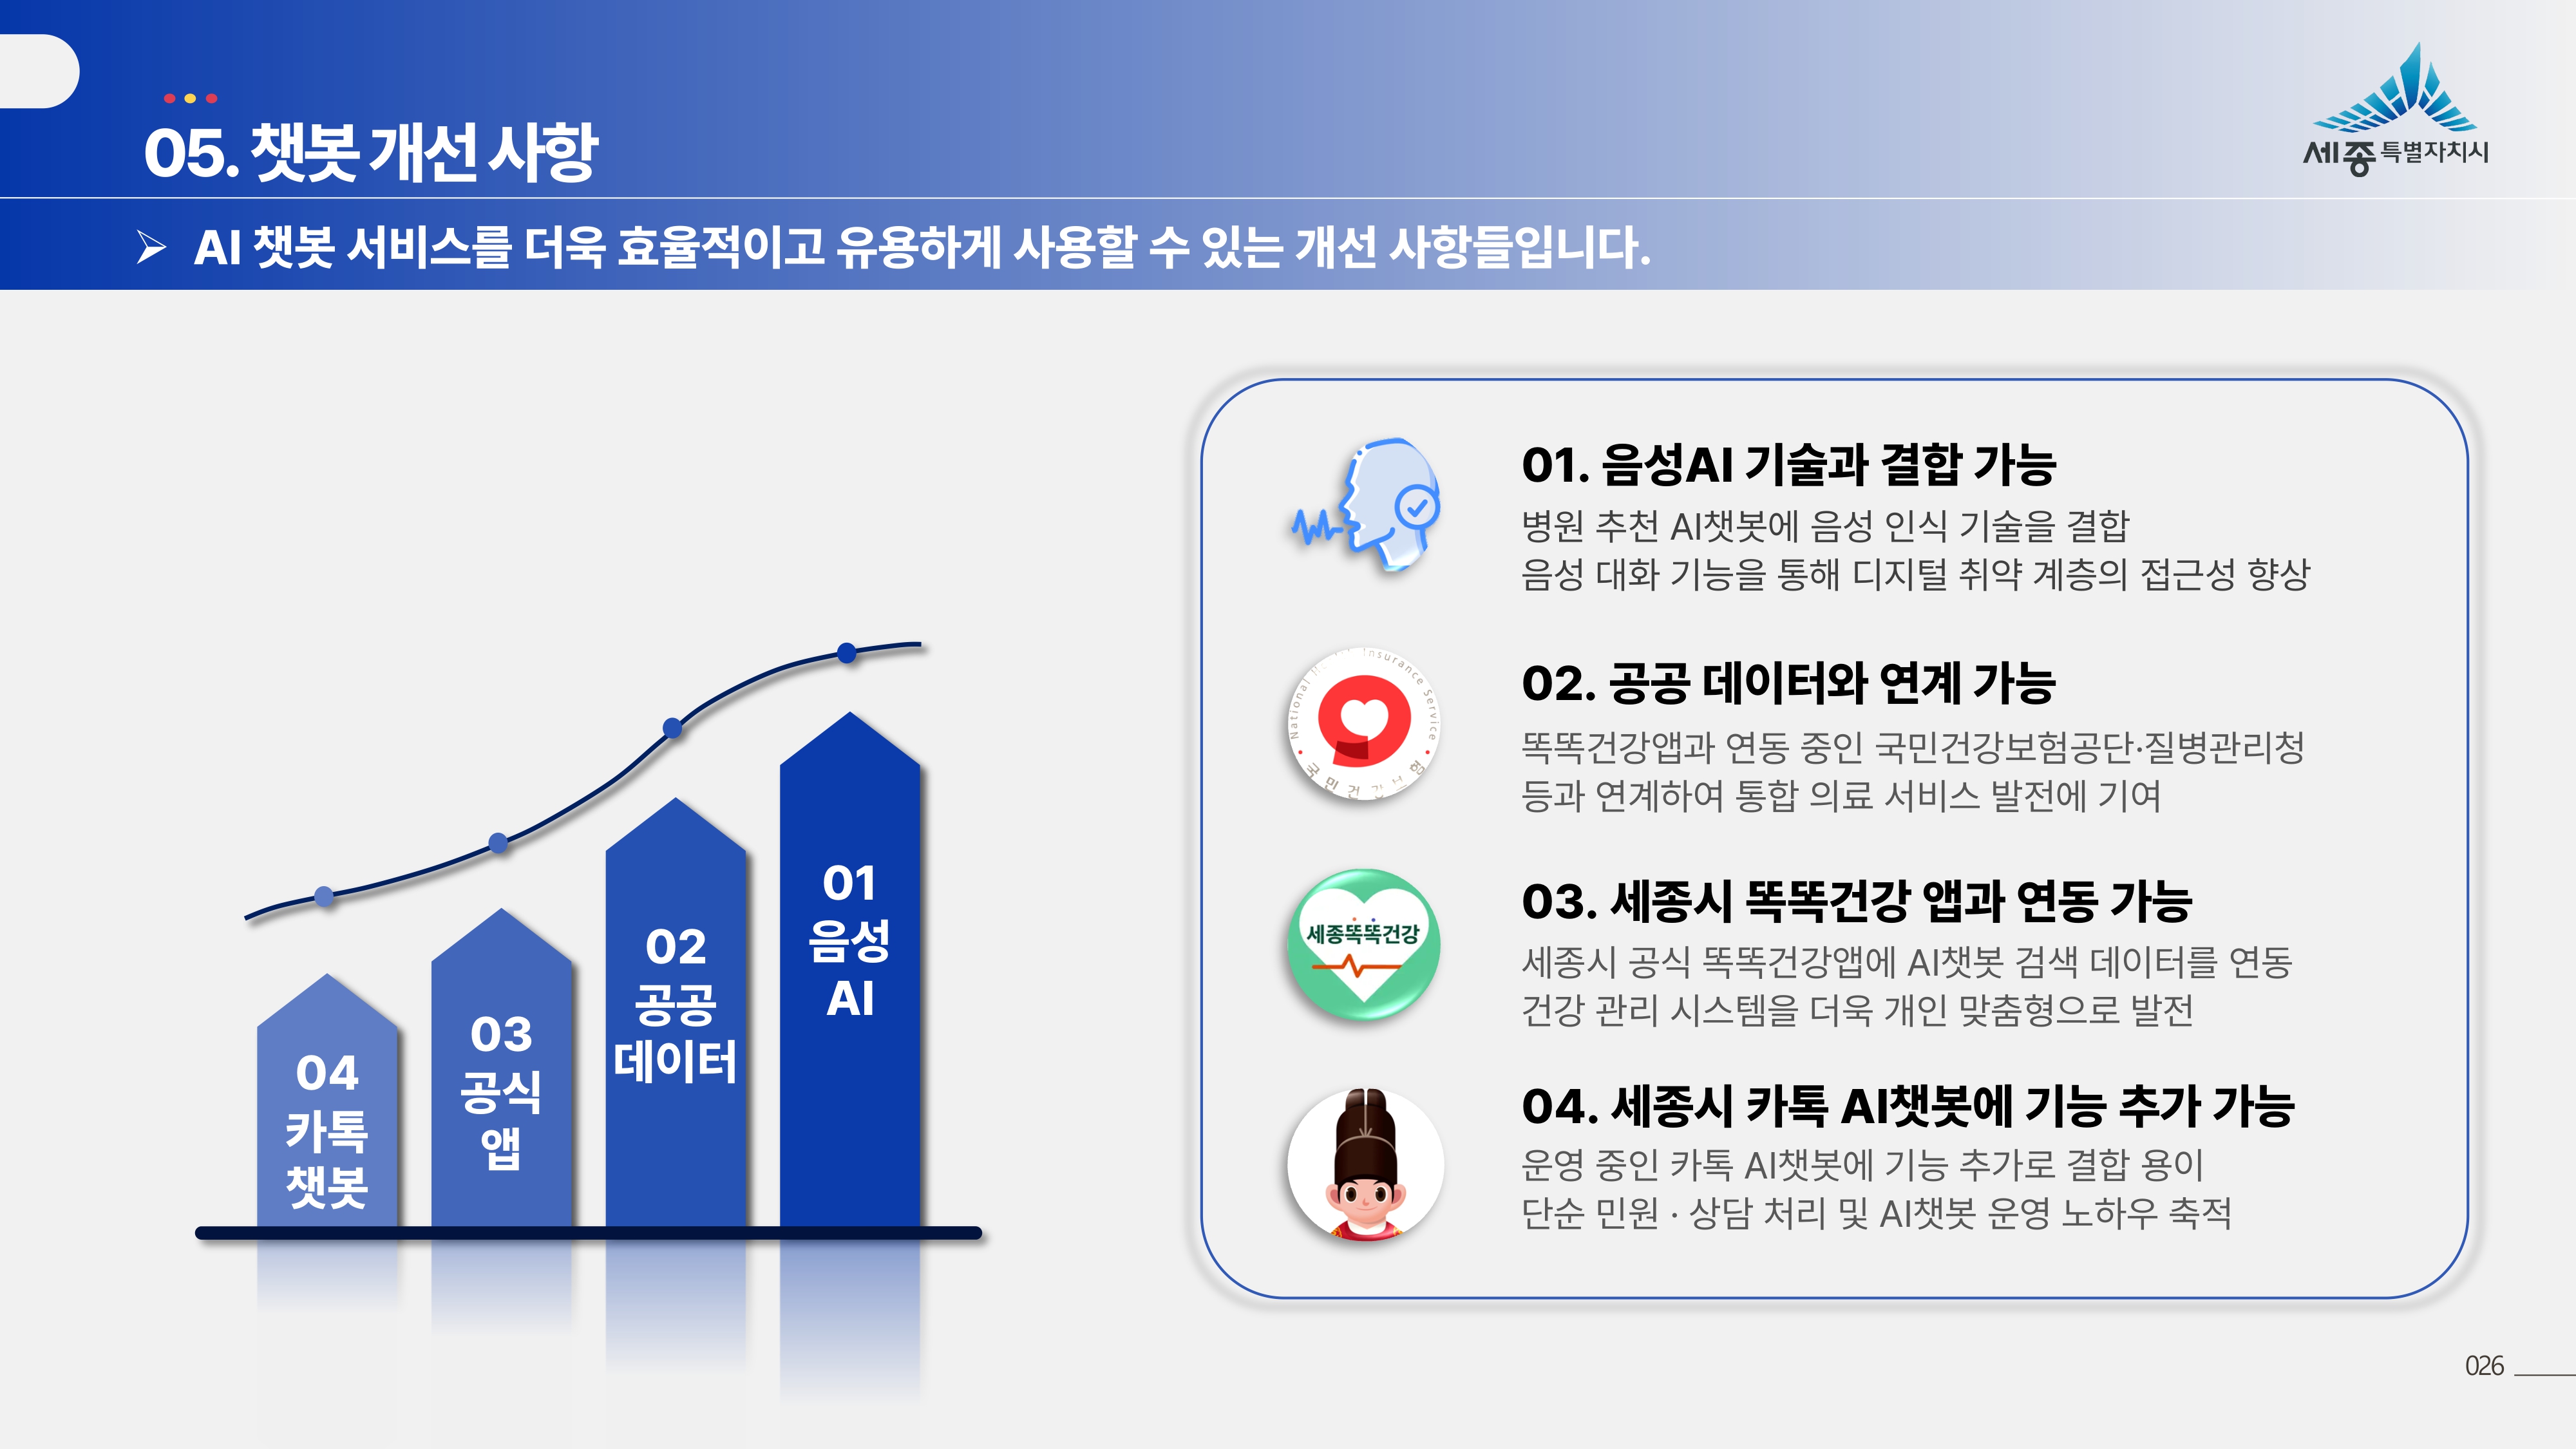 05. 챗봇 개선 사항
세종특별자치시
AI 챗봇 서비스를 더욱 효율적이고 유용하게 사용할 수 있는 개선 사항들입니다.
04
카톡
챗봇
03
공식
앱
02
공공
데이터
01
음성
AI
01. 음성AI 기술과 결합 가능
병원 추천 AI챗봇에 음성 인식 기술을 결합
음성 대화 기능을 통해 디지털 취약 계층의 접근성 향상
National Insurance Service
국민건
02. 공공 데이터와 연계 가능
똑똑건강앱과 연동 중인 국민건강보험공단·질병관리청
등과 연계하여 통합 의료 서비스 발전에 기여
세종똑똑건강
03. 세종시 똑똑건강 앱과 연동 가능
세종시 공식 똑똑건강앱에 AI챗봇 검색 데이터를 연동
건강 관리 시스템을 더욱 개인 맞춤형으로 발전
04. 세종시 카톡 AI챗봇에 기능 추가 가능
운영 중인 카톡 AI챗봇에 기능 추가로 결합 용이
단순 민원 · 상담 처리 및 AI챗봇 운영 노하우 축적
026